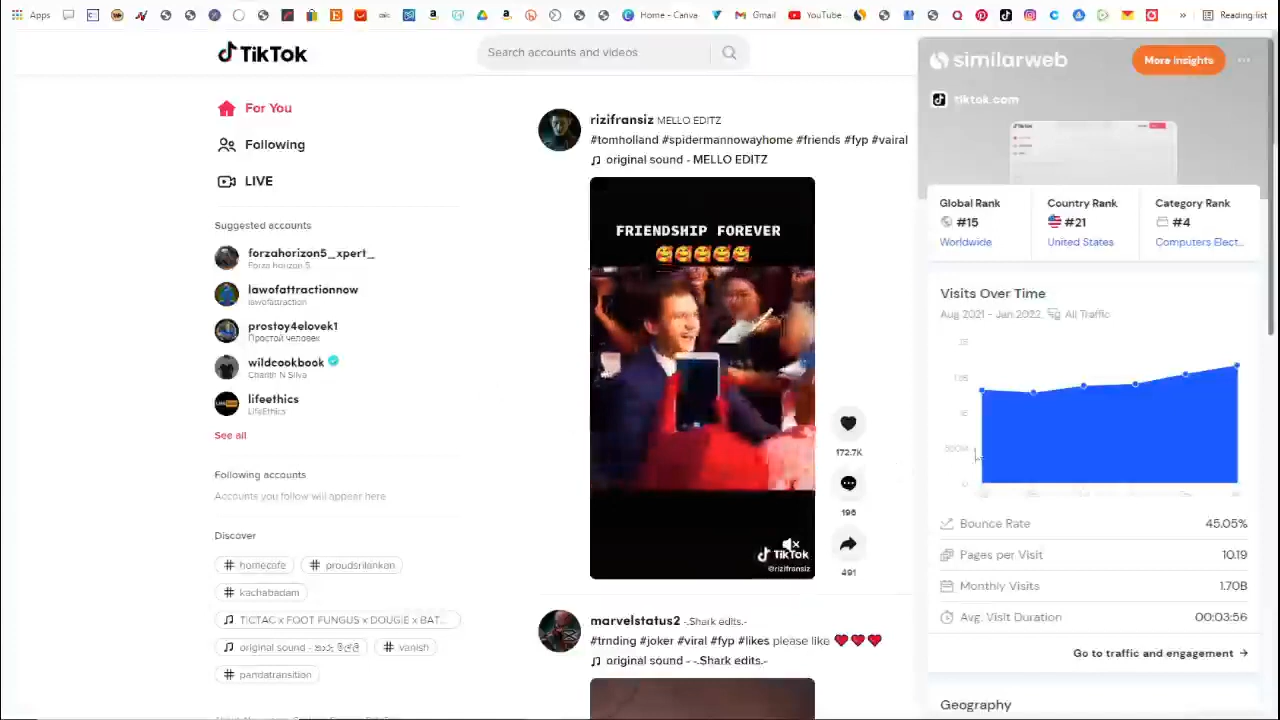 Apps
Home - Canva
Gmail
YouTube
»
Reading list
TikTok
Search accounts and videos
For You
Following
LIVE
Suggested accounts
forzahorizon5_xpert_
Forza horizon 5
lawofattractionnow
lawofattraction
prostoy4elovek1
Простой человек
wildcookbook
Charith N Silva
lifeethics
LifeEthics
See all
Following accounts
Accounts you follow will appear here
Discover
# homecafe
# proudsrilankan
# kachabadam
TICTAC x FOOT FUNGUS x DOUGIE x BAT...
# vanish
# pandatransition
rizifransiz MELLO EDITZ
#tomholland #spidermannowayhome #friends #fyp #vairal
original sound - MELLO EDITZ
FRIENDSHIP FOREVER
🥰🥰🥰🥰🥰
TikTok
@rizifransiz
172.7K
196
491
marvelstatus2 -.Shark edits.-
#trnding #joker #viral #fyp #likes please like ❤️❤️❤️
original sound - -.Shark edits.-
similarweb
More Insights
...
tiktok.com
Global Rank
#15
Worldwide
Country Rank
#21
United States
Category Rank
#4
Computers Elect...
Visits Over Time
Aug 2021 - Jan 2022, All Traffic
Bounce Rate 45.05%
Pages per Visit 10.19
Monthly Visits 1.70B
Avg. Visit Duration 00:03:56
Go to traffic and engagement →
Geography